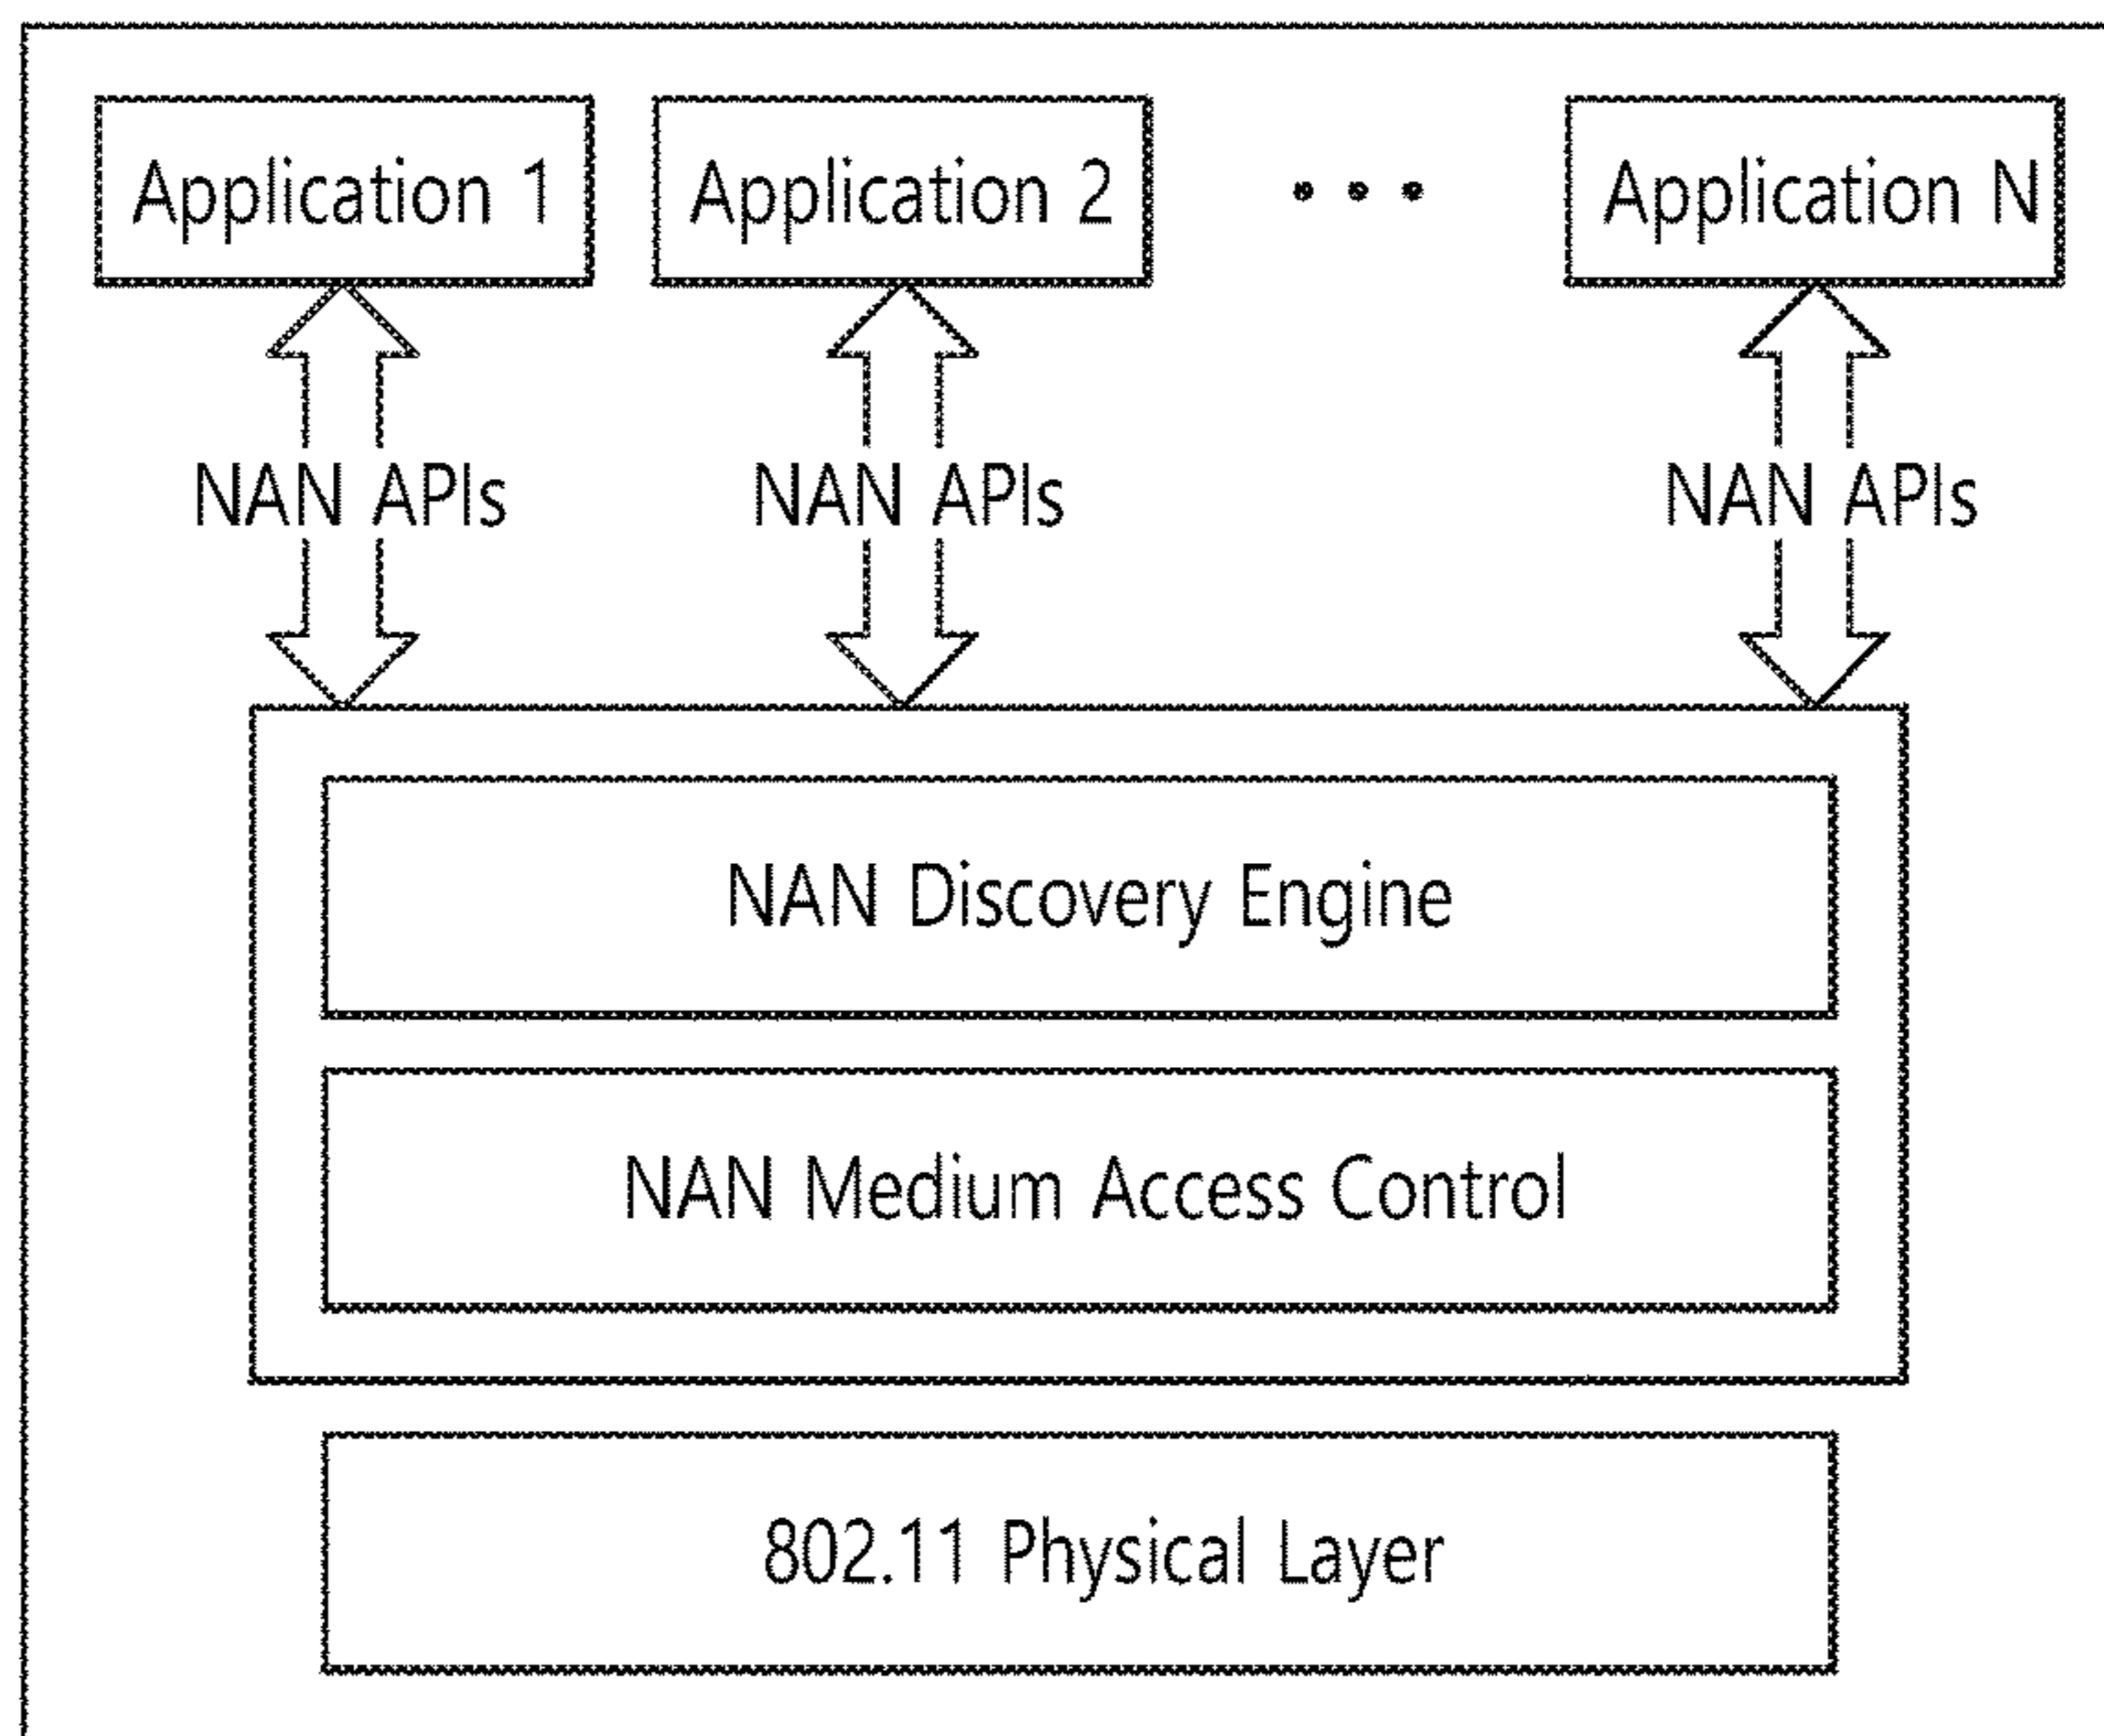 Application 1 Application 2 • • • Application N
NAN APIs NAN APIs NAN APIs
NAN Discovery Engine
NAN Medium Access Control
802.11 Physical Layer